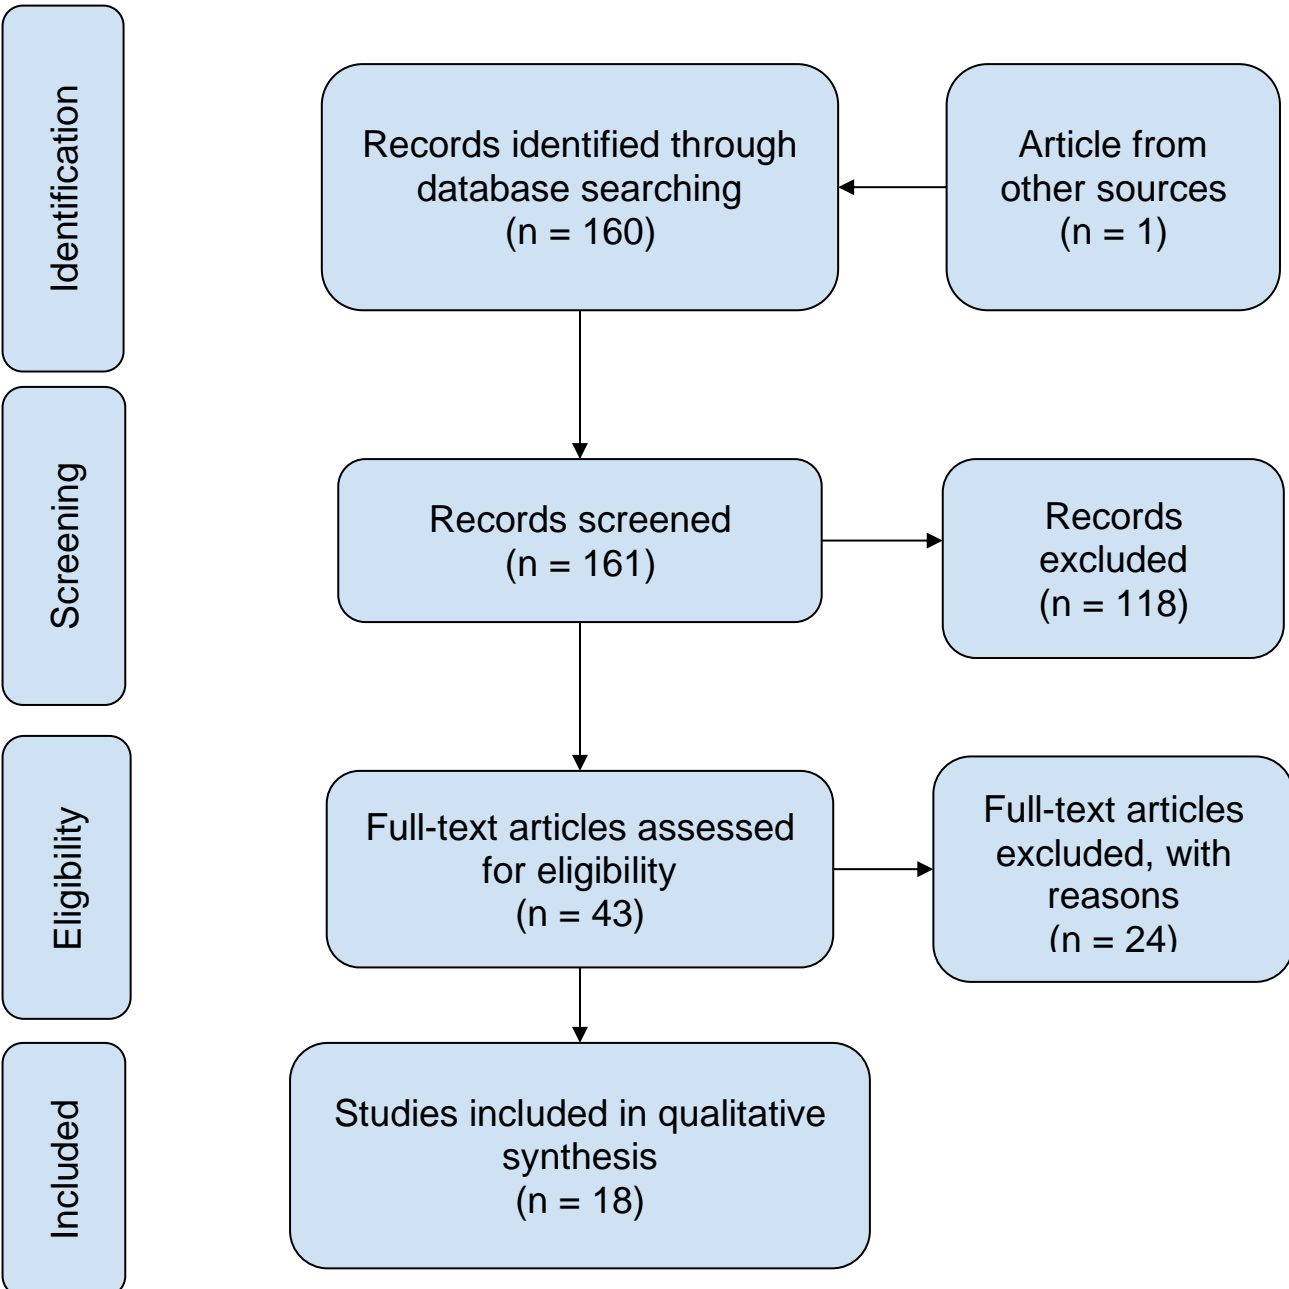 Identification
Records identified through
database searching
(n = 160)
Article from
other sources
(n = 1)
Screening
Records screened
(n = 161)
Records
excluded
(n = 118)
Eligibility
Full-text articles assessed
for eligibility
(n = 43)
Full-text articles
excluded, with
reasons
(n = 24)
Included
Studies included in qualitative
synthesis
(n = 18)